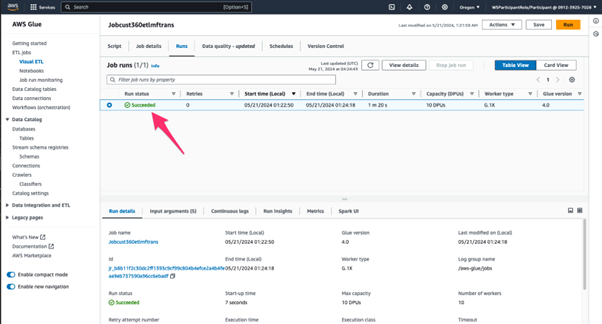 aws
Services
Search
[Option+S]
Oregon
WSParticipantRole/Participant @ 0912-3925-7028
AWS Glue
Getting started
ETL jobs
Visual ETL
Notebooks
Job run monitoring
Data Catalog tables
Data connections
Workflows (orchestration)
Data Catalog
Databases
Tables
Stream schema registries
Schemas
Connections
Crawlers
Classifiers
Catalog settings
Data Integration and ETL
Legacy pages
What's New
Documentation
AWS Marketplace
Enable compact mode
Enable new navigation
Jobcust360etlmftrans
Last modified on 5/21/2024, 1:21:59 AM
Actions
Save
Run
Script
Job details
Runs
Data quality - updated
Schedules
Version Control
Job runs (1/1) Info
Last updated (UTC)
May 21, 2024 at 04:24:49
View details
Stop job run
Table View
Card View
Filter job runs by property
1
Run status
Retries
Start time (Local)
End time (Local)
Duration
Capacity (DPUs)
Worker type
Glue version
Succeeded
0
05/21/2024 01:22:50
05/21/2024 01:24:18
1 m 20 s
10 DPUs
G.1X
4.0
Run details
Input arguments (5)
Continuous logs
Run Insights
Metrics
Spark UI
Job name
Start time (Local)
Glue version
Last modified on (Local)
Jobcust360etlmftrans
05/21/2024 01:22:50
4.0
05/21/2024 01:24:18
Id
End time (Local)
Worker type
Log group name
05/21/2024 01:24:18
G.1X
/aws-glue/jobs
Run status
Start-up time
Max capacity
Number of workers
Succeeded
7 seconds
10 DPUs
10
Retry attempt number
Execution time
Execution class
Timeout